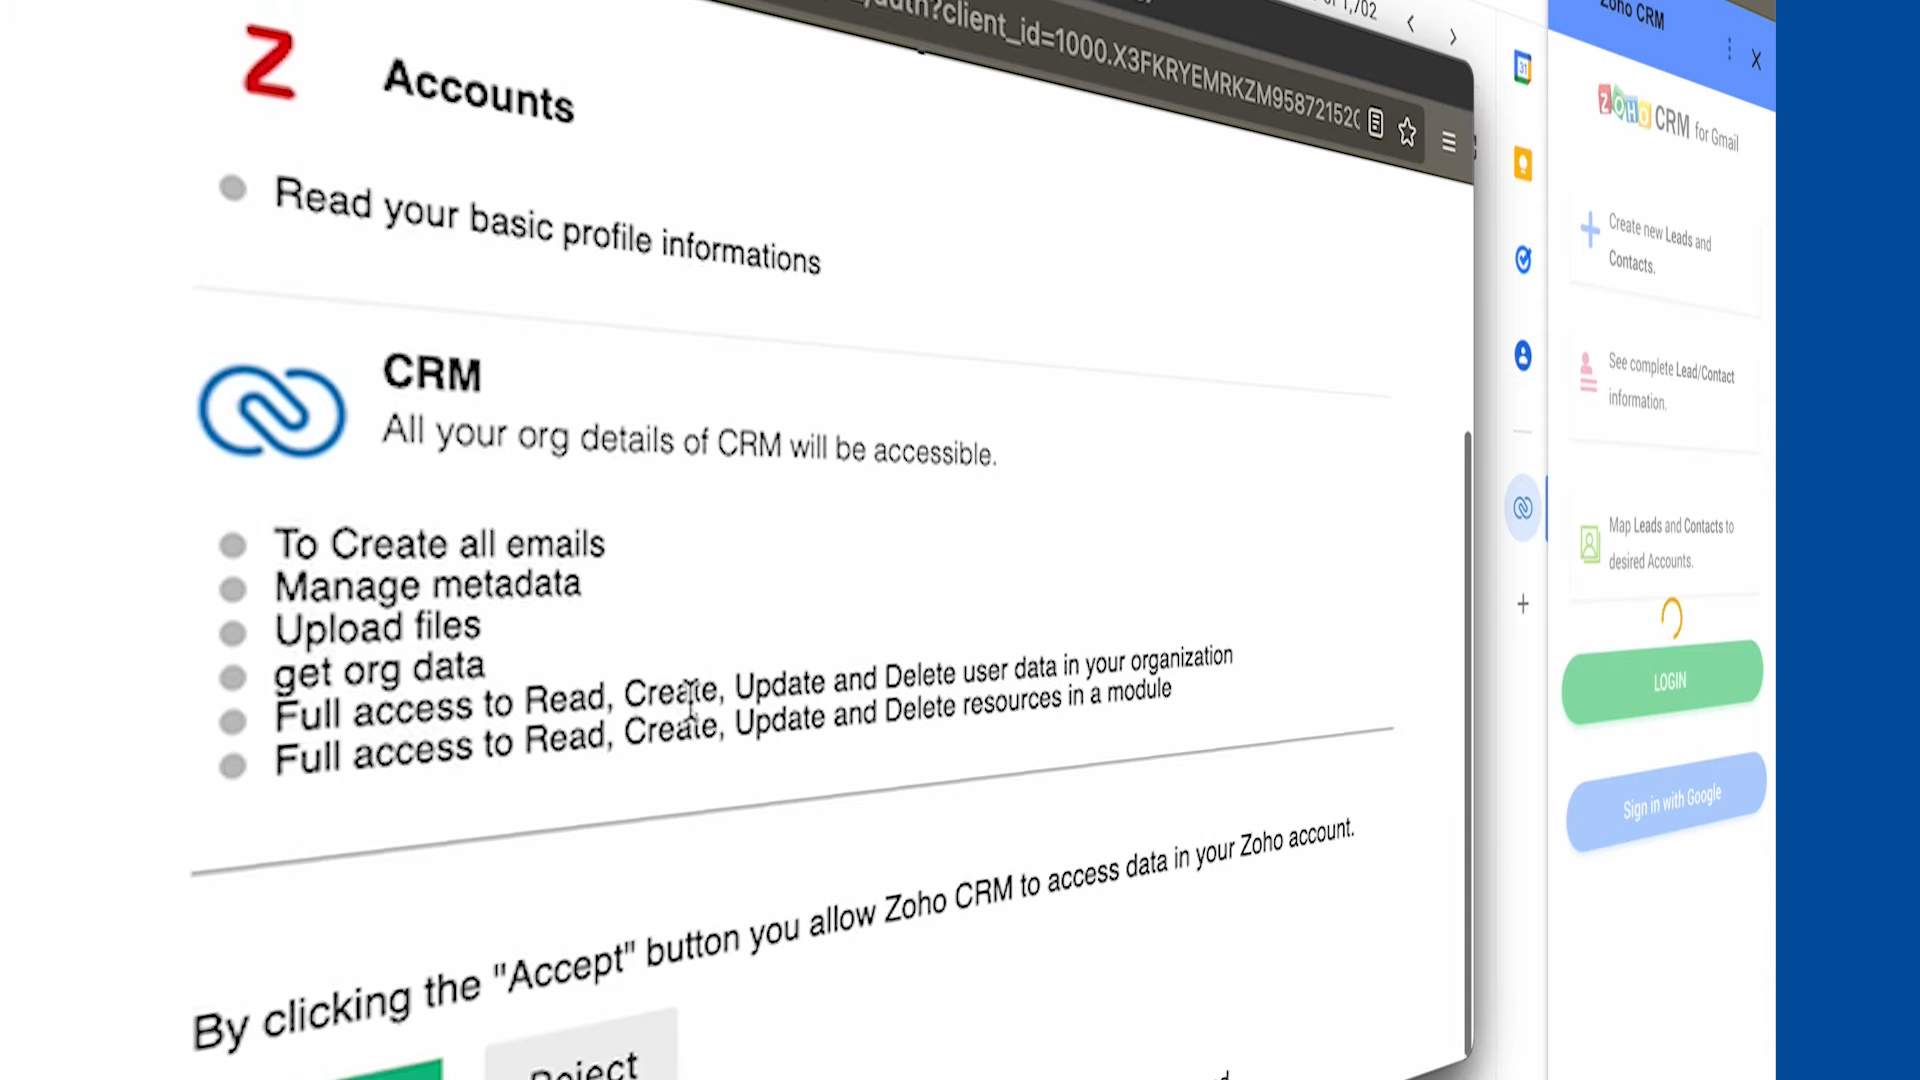 /auth?client_id=1000.X3FKRYEMRKZM95872152
1,702
Zoho CRM
Z
Accounts
Read your basic profile informations
CRM
All your org details of CRM will be accessible.
To Create all emails
Manage metadata
Upload files
get org data
Full access to Read, Create, Update and Delete user data in your organization
Full access to Read, Create, Update and Delete resources in a module
By clicking the "Accept" button you allow Zoho CRM to access data in your Zoho account.
Reject
31
ZOHO CRM for Gmail
Create new Leads and
Contacts.
See complete Lead/Contact
information.
Map Leads and Contacts to
desired Accounts.
LOGIN
Sign in with Google